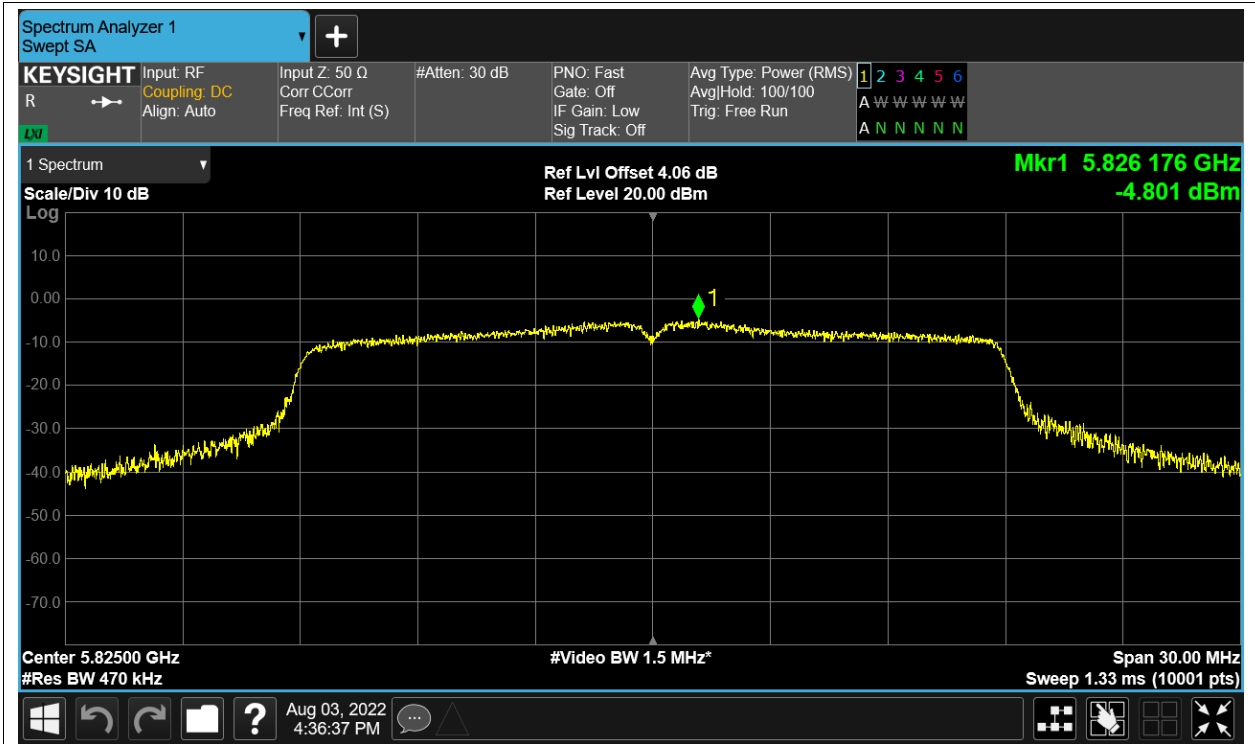 Spectrum Analyzer 1
Swept SA
KEYSIGHT
R
LXI
Input: RF
Coupling: DC
Align: Auto
Input Z: 50 Ω
Corr CCorr
Freq Ref: Int (S)
#Atten: 30 dB
PNO: Fast
Gate: Off
IF Gain: Low
Sig Track: Off
Avg Type: Power (RMS)
Avg|Hold: 100/100
Trig: Free Run
1 2 3 4 5 6
A W W W W W
A N N N N N
1 Spectrum
Scale/Div 10 dB
Log
Ref Lvl Offset 4.06 dB
Ref Level 20.00 dBm
Mkr1 5.826 176 GHz
-4.801 dBm
10.0
0.00
1
-10.0
-20.0
-30.0
-40.0
-50.0
-60.0
-70.0
Center 5.82500 GHz
#Video BW 1.5 MHz*
Span 30.00 MHz
#Res BW 470 kHz
Sweep 1.33 ms (10001 pts)
?
Aug 03, 2022
4:36:37 PM